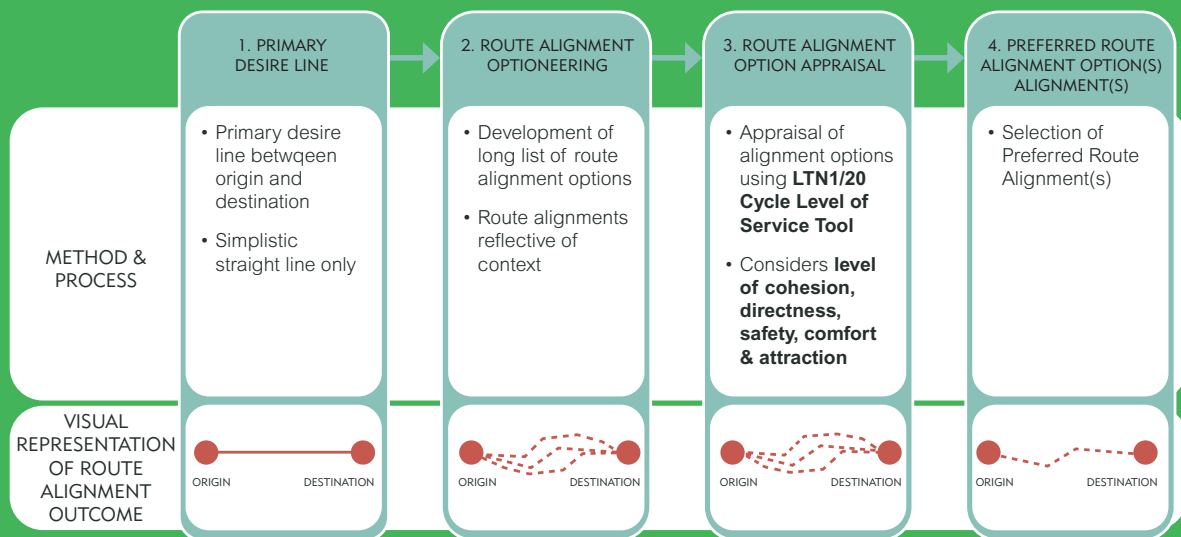 1. PRIMARY
DESIRE LINE
2. ROUTE ALIGNMENT
OPTIONEERING
3. ROUTE ALIGNMENT
OPTION APPRAISAL
4. PREFERRED ROUTE
ALIGNMENT OPTION(S)
ALIGNMENT(S)
METHOD &
PROCESS
• Primary desire
line betwqeen
origin and
destination
• Simplistic
straight line only
• Development of
long list of route
alignment options
• Route alignments
reflective of
context
• Appraisal of
alignment options
using LTN1/20
Cycle Level of
Service Tool
• Considers level
of cohesion,
directness,
safety, comfort
& attraction
• Selection of
Preferred Route
Alignment(s)
VISUAL
REPRESENTATION
OF ROUTE
ALIGNMENT
OUTCOME
ORIGIN DESTINATION
ORIGIN DESTINATION
ORIGIN DESTINATION
ORIGIN DESTINATION